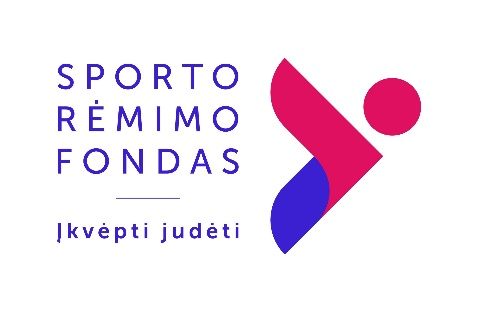 SPORTO
RĖMIMO
FONDAS
Įkvėpti judėti